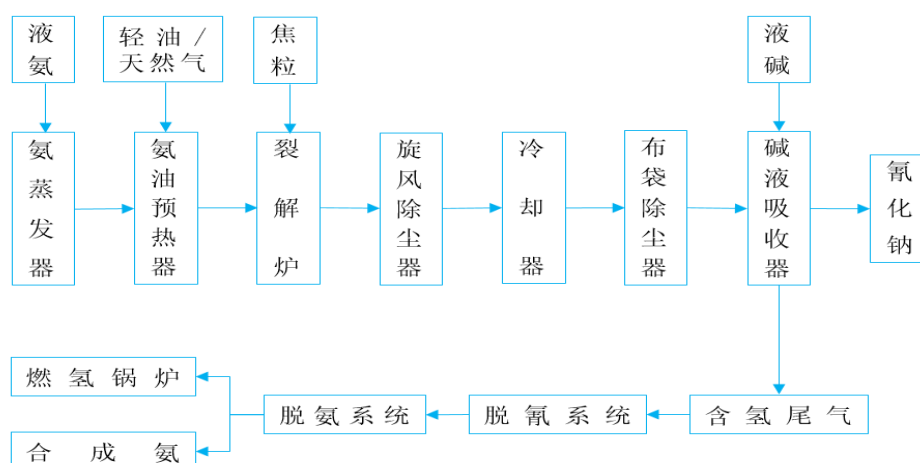 液氨
轻油/
天然气
焦粒
液碱
氨蒸发器
氨油预热器
裂解炉
旋风除尘器
冷却器
布袋除尘器
碱液吸收器
氰化钠
燃氢锅炉
脱氨系统
脱氰系统
含氢尾气
合成氨